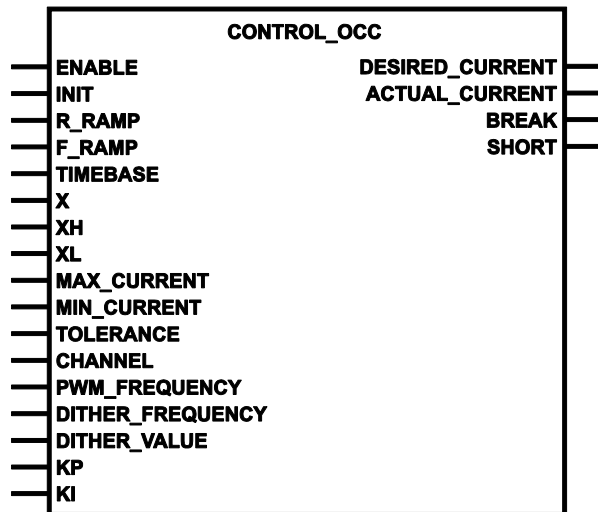 CONTROL_OCC
ENABLE DESIRED_CURRENT
INIT ACTUAL_CURRENT
R_RAMP BREAK
F_RAMP SHORT
TIMEBASE
X
XH
XL
MAX_CURRENT
MIN_CURRENT
TOLERANCE
CHANNEL
PWM_FREQUENCY
DITHER_FREQUENCY
DITHER_VALUE
KP
KI